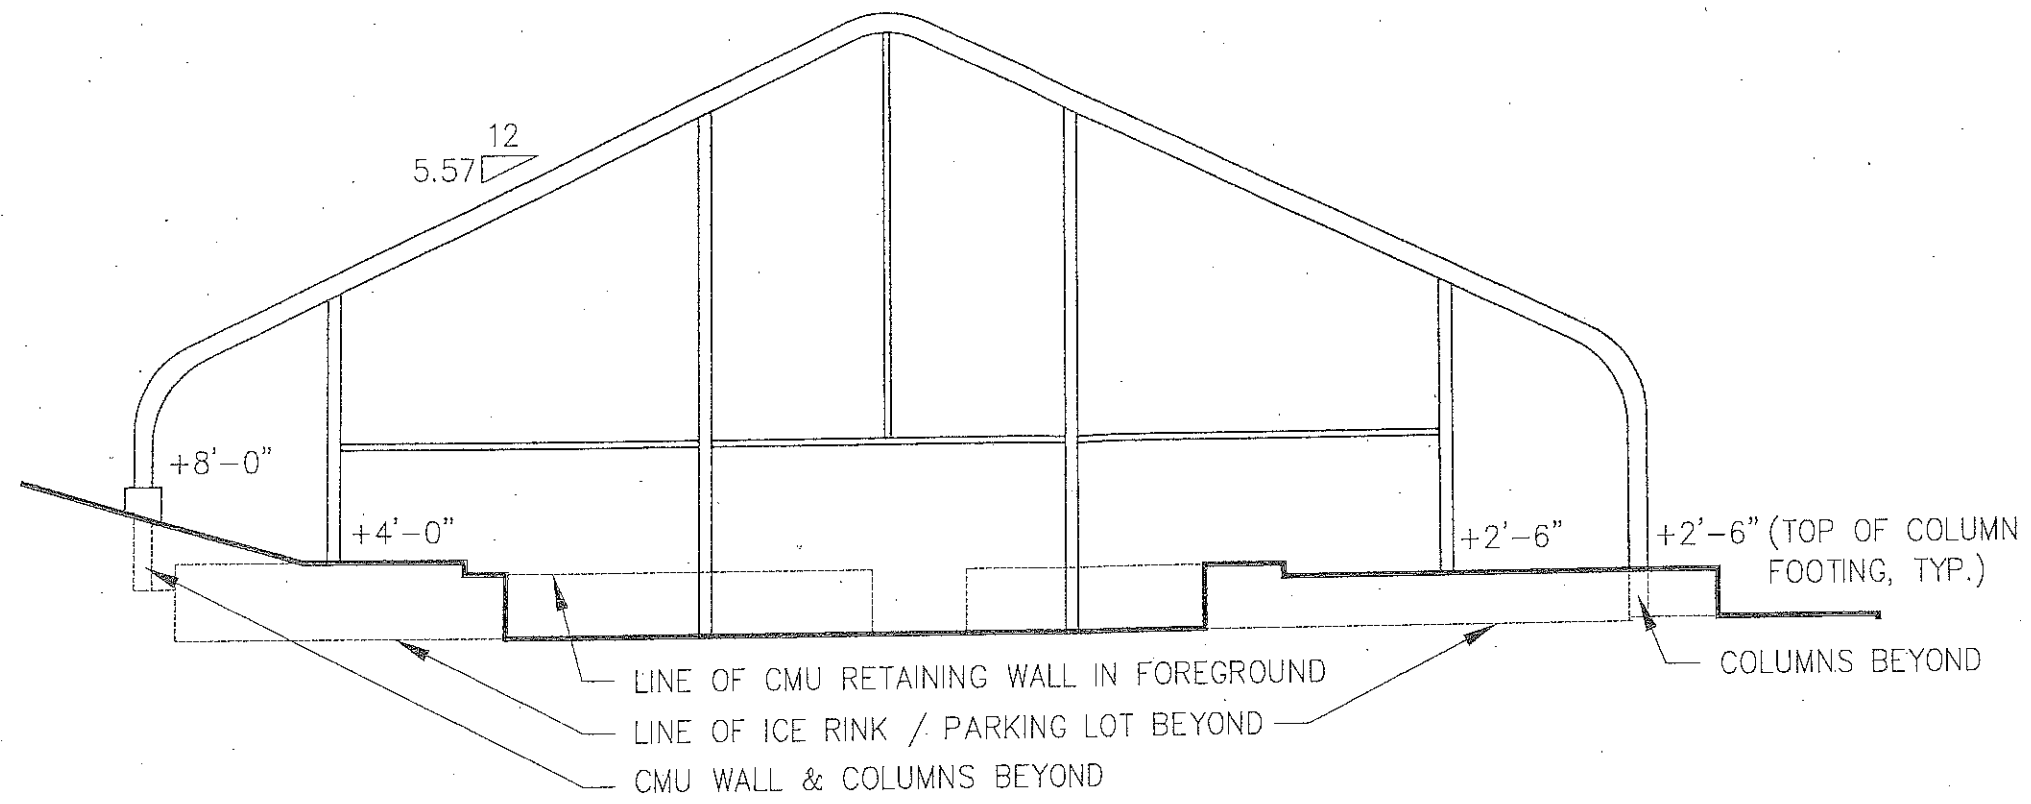 12
5.57
+8'-0"
+4'-0"
+2'-6"
+2'-6" (TOP OF COLUMN
FOOTING, TYP.)
COLUMNS BEYOND
LINE OF CMU RETAINING WALL IN FOREGROUND
LINE OF ICE RINK / PARKING LOT BEYOND
CMU WALL & COLUMNS BEYOND